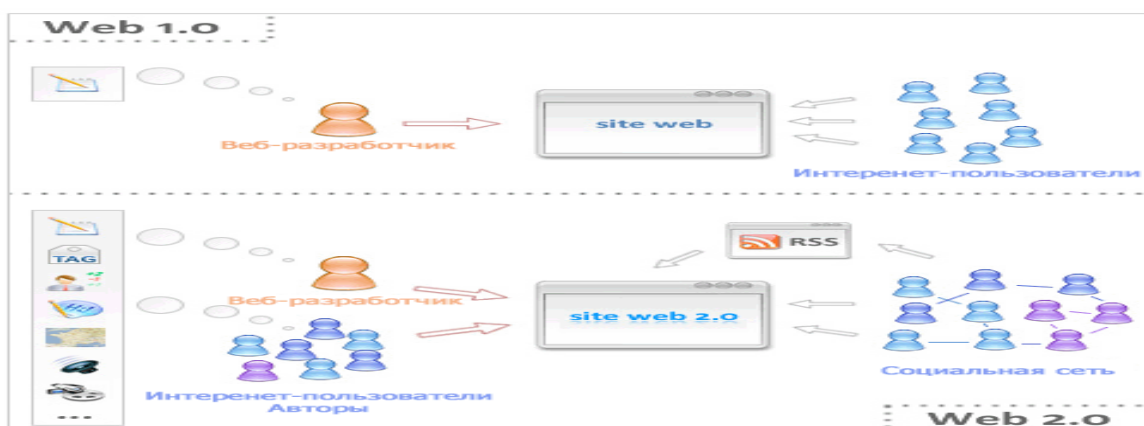 Web 1.0
site web
Веб-разработчик
Интеренет-пользователи
TAG
RSS
Веб-разработчик
site web 2.0
Социальная сеть
Интеренет-пользователи
Авторы
...
Web 2.0